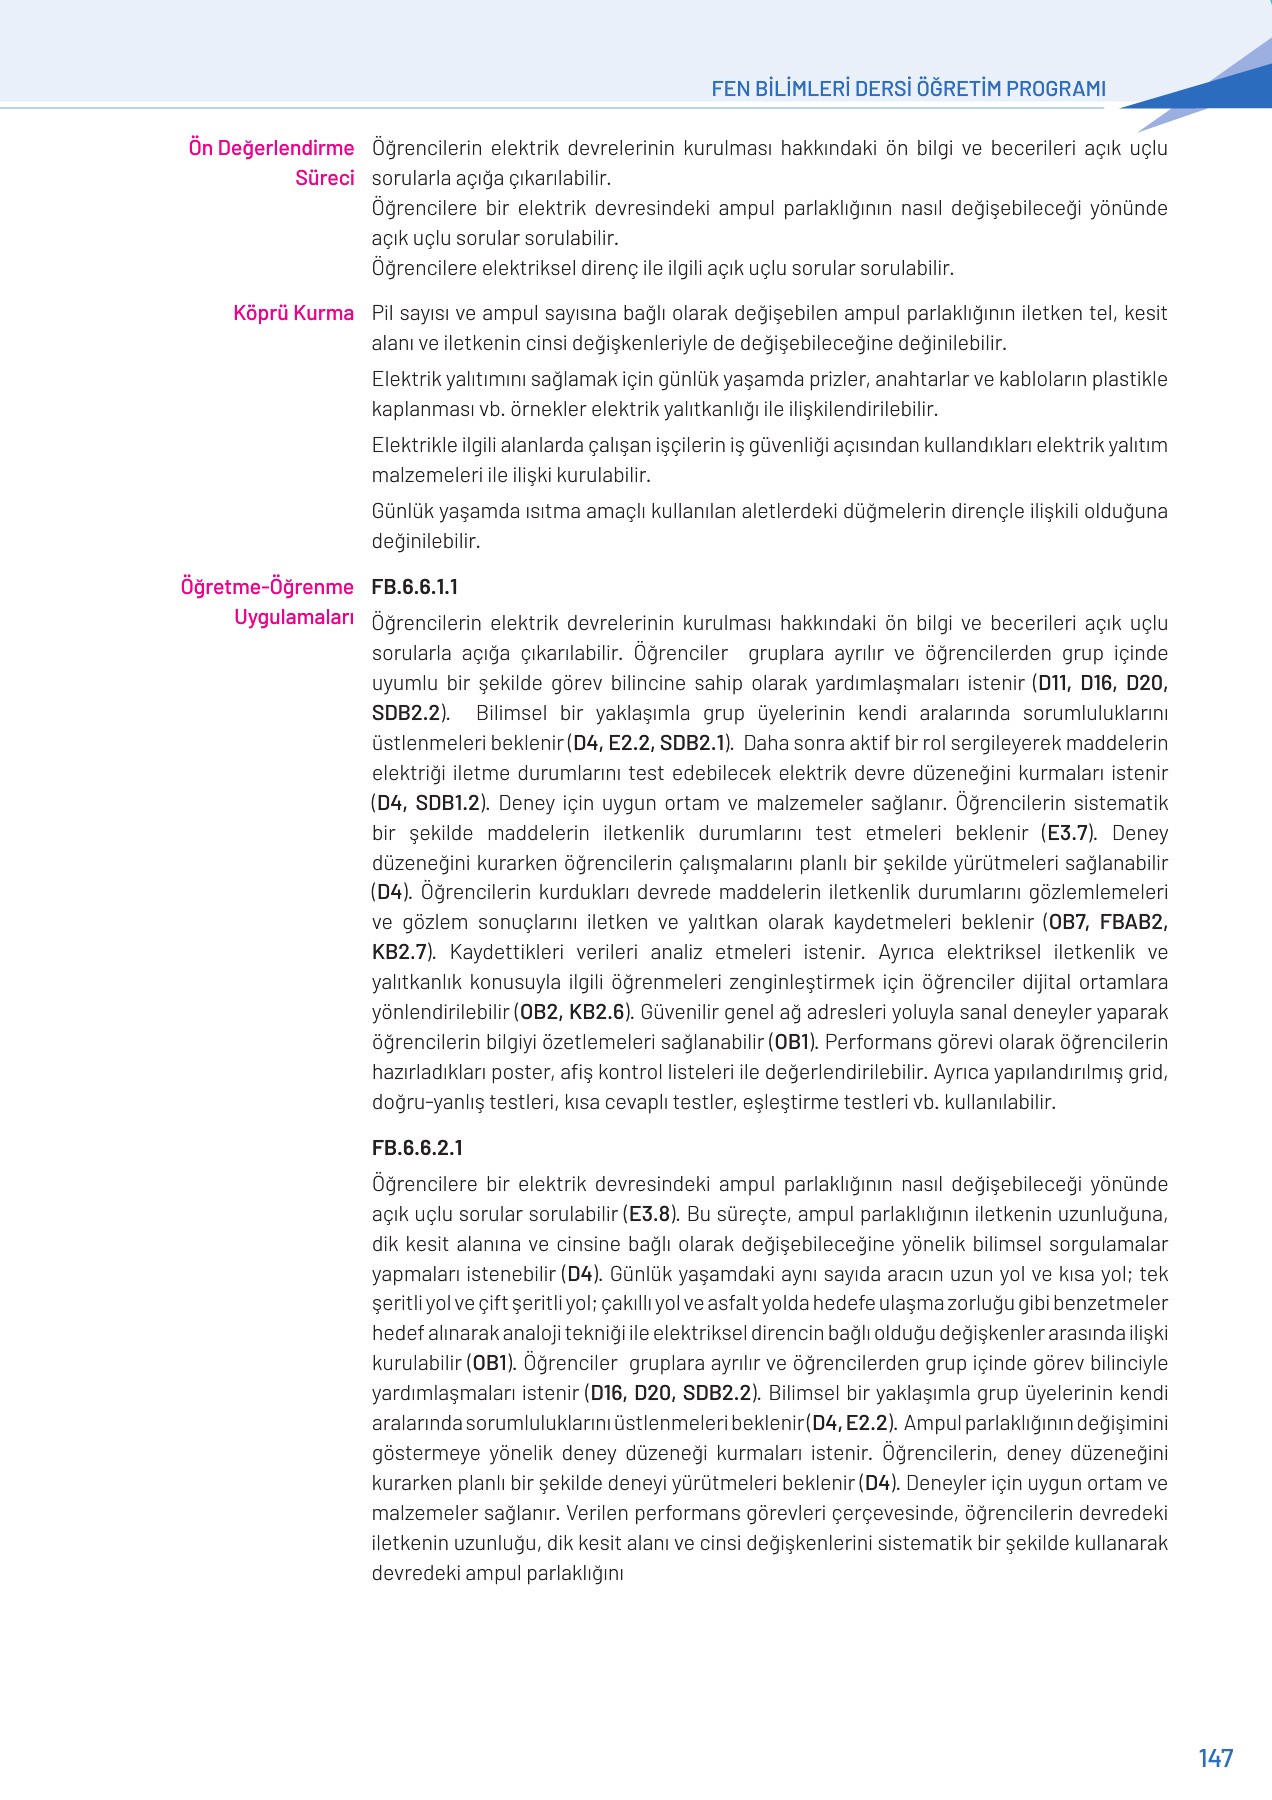 FEN BİLİMLERİ DERSİ ÖĞRETİM PROGRAMI
Ön Değerlendirme
Süreci
Öğrencilerin elektrik devrelerinin kurulması hakkındaki ön bilgi ve becerileri açık uçlu
sorularla açığa çıkarılabilir.
Öğrencilere bir elektrik devresindeki ampul parlaklığının nasıl değişebileceği yönünde
açık uçlu sorular sorulabilir.
Öğrencilere elektriksel direnç ile ilgili açık uçlu sorular sorulabilir.
Köprü Kurma
Pil sayısı ve ampul sayısına bağlı olarak değişebilen ampul parlaklığının iletken tel, kesit
alanı ve iletkenin cinsi değişkenleriyle de değişebileceğine değinilebilir.
Elektrik yalıtımını sağlamak için günlük yaşamda prizler, anahtarlar ve kabloların plastikle
kaplanması vb. örnekler elektrik yalıtkanlığı ile ilişkilendirilebilir.
Elektrikle ilgili alanlarda çalışan işçilerin iş güvenliği açısından kullandıkları elektrik yalıtım
malzemeleri ile ilişki kurulabilir.
Günlük yaşamda ısıtma amaçlı kullanılan aletlerdeki düğmelerin dirençle ilişkili olduğuna
değinilebilir.
Öğretme-Öğrenme
Uygulamaları
FB.6.6.1.1
Öğrencilerin elektrik devrelerinin kurulması hakkındaki ön bilgi ve becerileri açık uçlu
sorularla açığa çıkarılabilir. Öğrenciler gruplara ayrılır ve öğrencilerden grup içinde
uyumlu bir şekilde görev bilincine sahip olarak yardımlaşmaları istenir (D11, D16, D20,
SDB2.2). Bilimsel bir yaklaşımla grup üyelerinin kendi aralarında sorumluluklarını
üstlenmeleri beklenir (D4, E2.2, SDB2.1). Daha sonra aktif bir rol sergileyerek maddelerin
elektriği iletme durumlarını test edebilecek elektrik devre düzeneğini kurmaları istenir
(D4, SDB1.2). Deney için uygun ortam ve malzemeler sağlanır. Öğrencilerin sistematik
bir şekilde maddelerin iletkenlik durumlarını test etmeleri beklenir (E3.7). Deney
düzeneğini kurarken öğrencilerin çalışmalarını planlı bir şekilde yürütmeleri sağlanabilir
(D4). Öğrencilerin kurdukları devrede maddelerin iletkenlik durumlarını gözlemlemeleri
ve gözlem sonuçlarını iletken ve yalıtkan olarak kaydetmeleri beklenir (OB7, FBAB2,
KB2.7). Kaydettikleri verileri analiz etmeleri istenir. Ayrıca elektriksel iletkenlik ve
yalıtkanlık konusuyla ilgili öğrenmeleri zenginleştirmek için öğrenciler dijital ortamlara
yönlendirilebilir (OB2, KB2.6). Güvenilir genel ağ adresleri yoluyla sanal deneyler yaparak
öğrencilerin bilgiyi özetlemeleri sağlanabilir (OB1). Performans görevi olarak öğrencilerin
hazırladıkları poster, afiş kontrol listeleri ile değerlendirilebilir. Ayrıca yapılandırılmış grid,
doğru-yanlış testleri, kısa cevaplı testler, eşleştirme testleri vb. kullanılabilir.
FB.6.6.2.1
Öğrencilere bir elektrik devresindeki ampul parlaklığının nasıl değişebileceği yönünde
açık uçlu sorular sorulabilir (E3.8). Bu süreçte, ampul parlaklığının iletkenin uzunluğuna,
dik kesit alanına ve cinsine bağlı olarak değişebileceğine yönelik bilimsel sorgulamalar
yapmaları istenebilir (D4). Günlük yaşamdaki aynı sayıda aracın uzun yol ve kısa yol; tek
şeritli yol ve çift şeritli yol; çakıllı yol ve asfalt yolda hedefe ulaşma zorluğu gibi benzetmeler
hedef alınarak analoji tekniği ile elektriksel direncin bağlı olduğu değişkenler arasında ilişki
kurulabilir (OB1). Öğrenciler gruplara ayrılır ve öğrencilerden grup içinde görev bilinciyle
yardımlaşmaları istenir (D16, D20, SDB2.2). Bilimsel bir yaklaşımla grup üyelerinin kendi
aralarında sorumluluklarını üstlenmeleri beklenir (D4, E2.2). Ampul parlaklığının değişimini
göstermeye yönelik deney düzeneği kurmaları istenir. Öğrencilerin, deney düzeneğini
kurarken planlı bir şekilde deneyi yürütmeleri beklenir (D4). Deneyler için uygun ortam ve
malzemeler sağlanır. Verilen performans görevleri çerçevesinde, öğrencilerin devredeki
iletkenin uzunluğu, dik kesit alanı ve cinsi değişkenlerini sistematik bir şekilde kullanarak
devredeki ampul parlaklığını
147